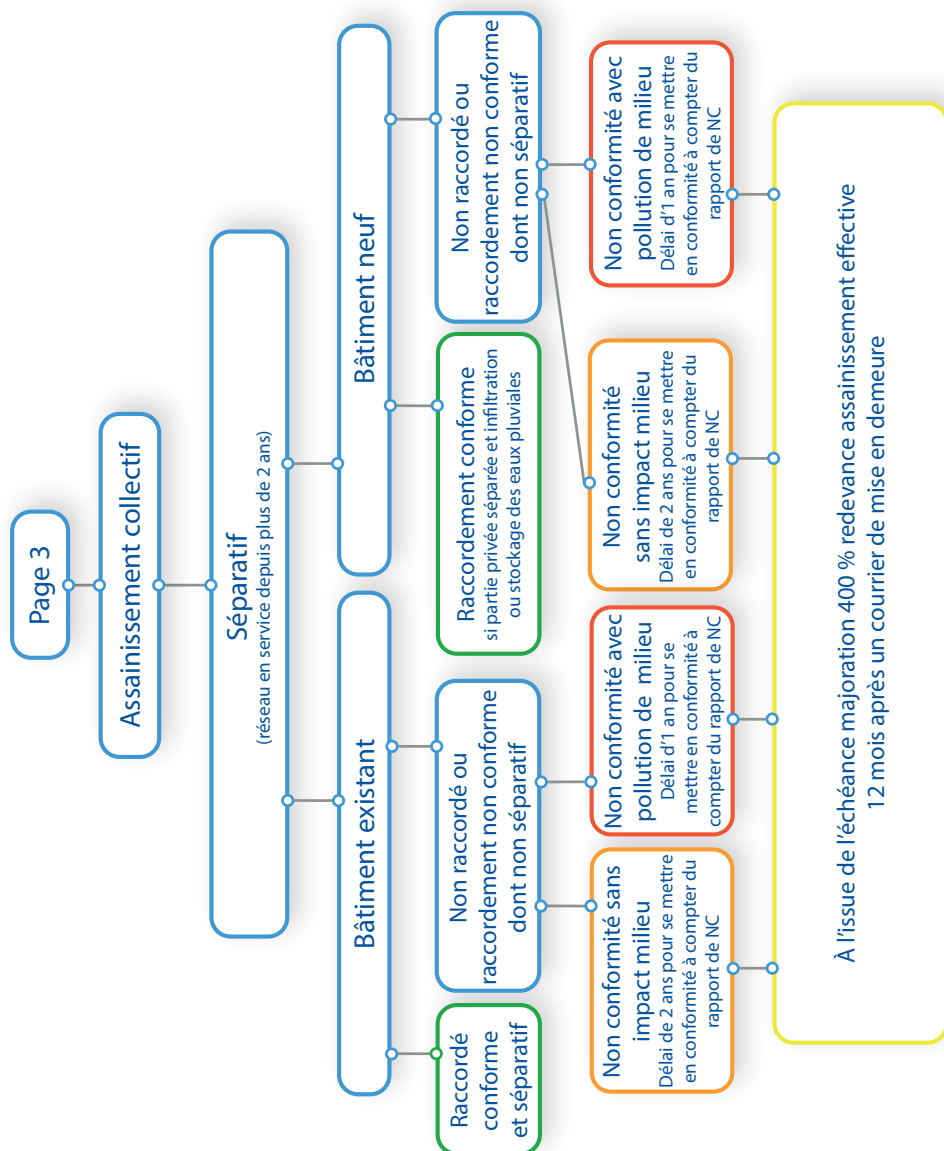 Page 3
Assainissement collectif
Séparatif
(réseau en service depuis plus de 2 ans)
Bâtiment existant
Bâtiment neuf
Raccordé
conforme
et séparatif
Non raccordé ou
raccordement non conforme
dont non séparatif
Raccordement conforme
si partie privée séparée et infiltration
ou stockage des eaux pluviales
Non raccordé ou
raccordement non conforme
dont non séparatif
Non conformité sans
impact milieu
Délai de 2 ans pour se mettre
en conformité à compter du
rapport de NC
Non conformité avec
pollution de milieu
Délai d'1 an pour se
mettre en conformité à
compter du rapport de NC
Non conformité
sans impact milieu
Délai de 2 ans pour se mettre
en conformité à compter du
rapport de NC
Non conformité avec
pollution de milieu
Délai d'1 an pour se mettre
en conformité à compter du
rapport de NC
À l'issue de l'échéance majoration 400 % redevance assainissement effective
12 mois après un courrier de mise en demeure